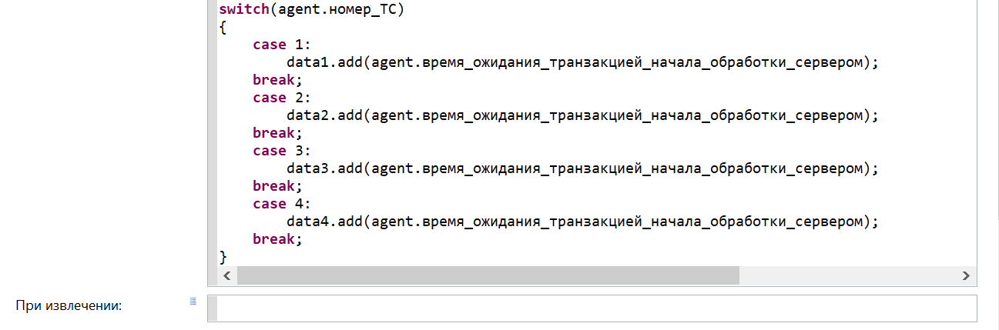 switch(agent.номер_ТС)
{
    case 1:
        data1.add(agent.время_ожидания_транзакцией_начала_обработки_сервером);
    break;
    case 2:
        data2.add(agent.время_ожидания_транзакцией_начала_обработки_сервером);
    break;
    case 3:
        data3.add(agent.время_ожидания_транзакцией_начала_обработки_сервером);
    break;
    case 4:
        data4.add(agent.время_ожидания_транзакцией_начала_обработки_сервером);
    break;
}
При извлечении: